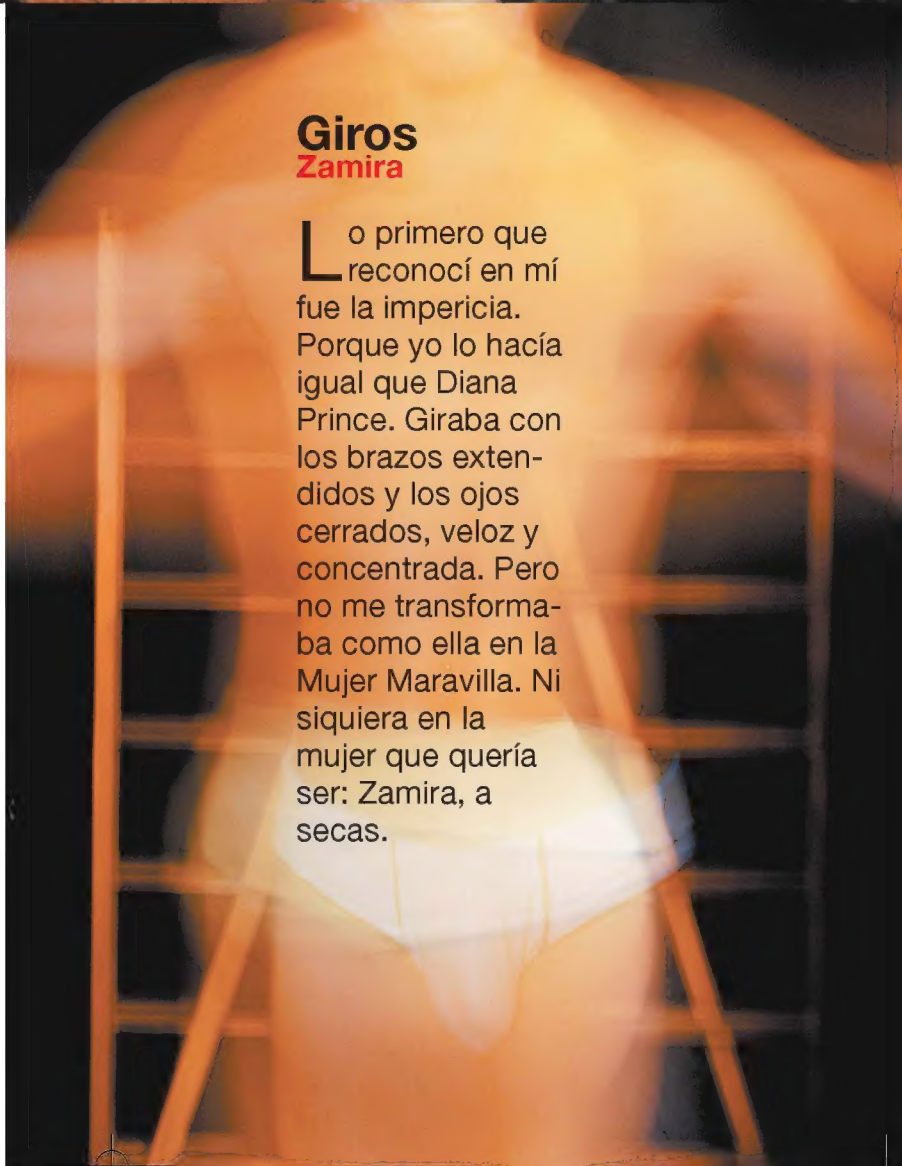 Giros
Zamira
Lo primero que
reconocí en mí
fue la impericia.
Porque yo lo hacía
igual que Diana
Prince. Giraba con
los brazos exten-
didos y los ojos
cerrados, veloz y
concentrada. Pero
no me transforma-
ba como ella en la
Mujer Maravilla. Ni
siquiera en la
mujer que quería
ser: Zamira, a
secas.